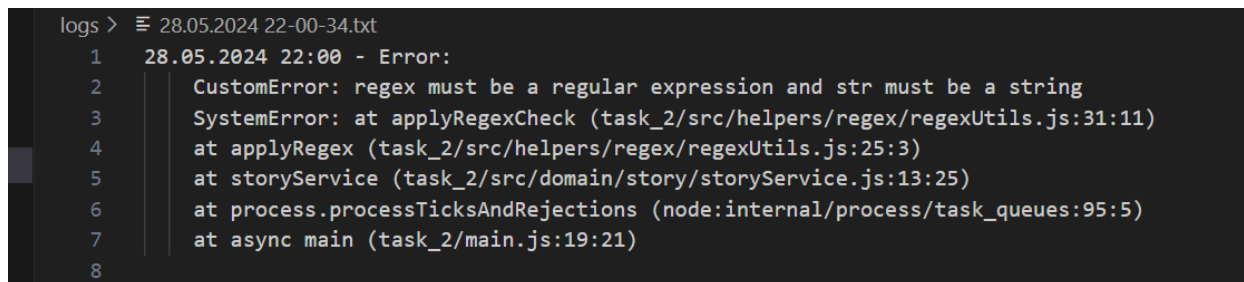 logs > 28.05.2024 22-00-34.txt
1 28.05.2024 22:00 - Error:
2 CustomError: regex must be a regular expression and str must be a string
3 SystemError: at applyRegexCheck (task_2/src/helpers/regex/regexUtils.js:31:11)
4 at applyRegex (task_2/src/helpers/regex/regexUtils.js:25:3)
5 at storyService (task_2/src/domain/story/storyService.js:13:25)
6 at process.processTicksAndRejections (node:internal/process/task_queues:95:5)
7 at async main (task_2/main.js:19:21)
8